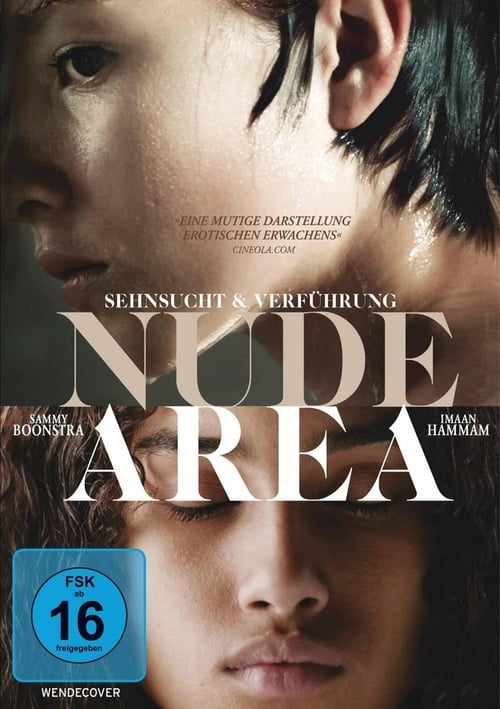 »EINE MUTIGE DARSTELLUNG
EROTISCHEN ERWACHENS«
CINEOLA.COM
SEHNSUCHT & VERFÜHRUNG
NUDE
SAMMY
BOONSTRA
IMAAN
HAMMAM
AREA
FSK
ab
16
freigegeben
WENDECOVER